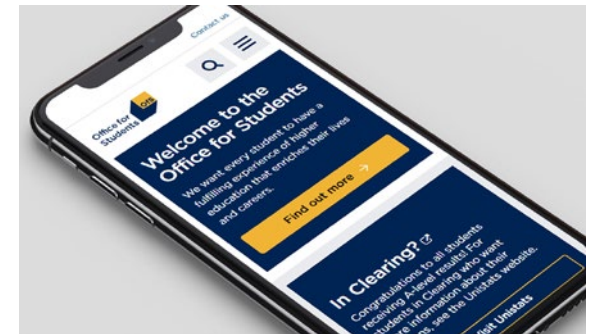 Contact us
Office for
Students
OfS
Welcome to the
Office for Students
We want every student to have a
fulfilling experience of higher
education that enriches their lives
and careers.
Find out more →
In Clearing?
Congratulations to all students
receiving A-level results! For
students in Clearing who want
more information about their
see the Unistats website.
Visit Unistats